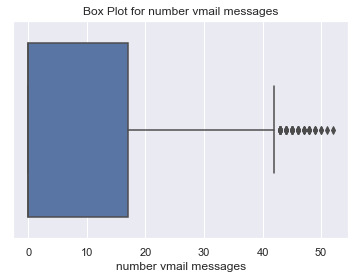 Box Plot for number vmail messages
0 10 20 30 40 50
number vmail messages